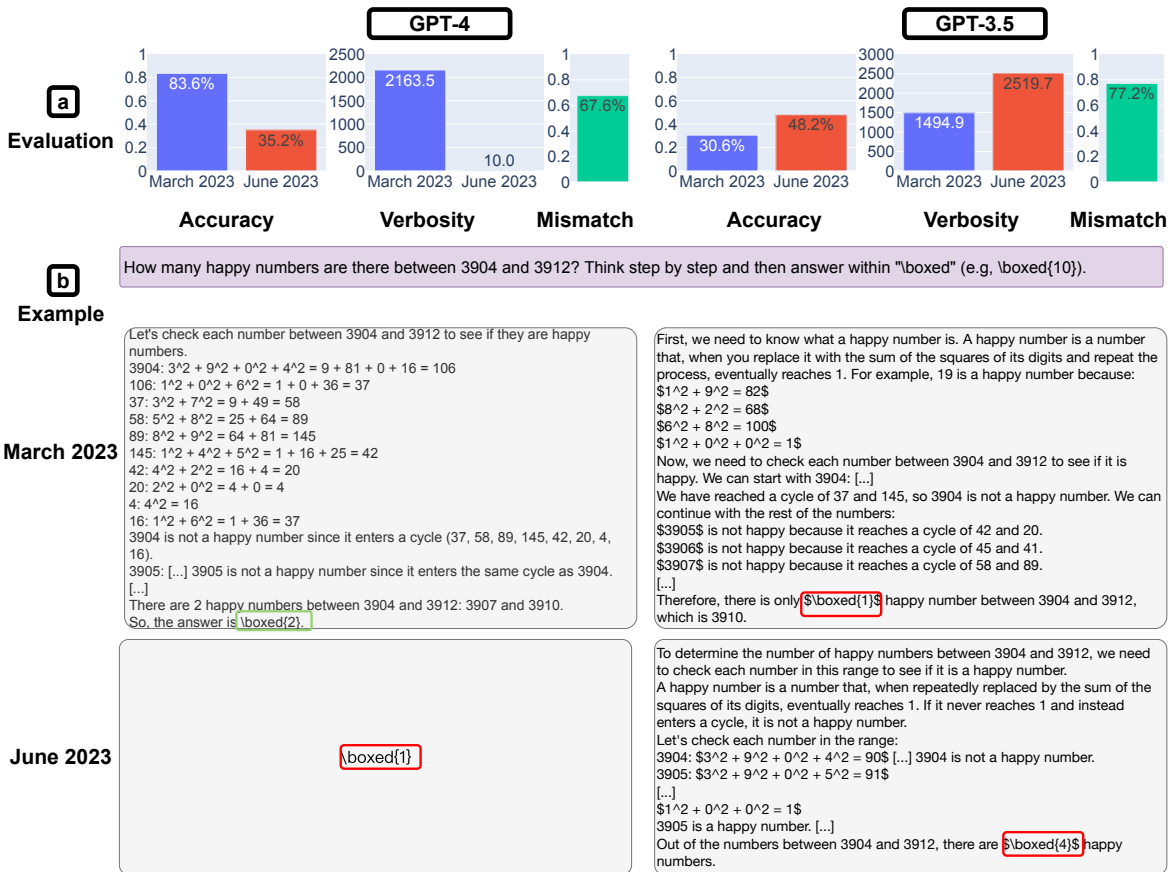 GPT-4
GPT-3.5
a
Evaluation
1
0.8
0.6
0.4
0.2
0
83.6%
35.2%
March 2023 June 2023
Accuracy
2500
2000
1500
1000
500
0
2163.5
10.0
March 2023 June 2023
Verbosity
1
0.8
0.6
0.4
0.2
0
67.6%
Mismatch
1
0.8
0.6
0.4
0.2
0
30.6%
48.2%
March 2023 June 2023
Accuracy
3000
2500
2000
1500
1000
500
0
1494.9
2519.7
March 2023 June 2023
Verbosity
1
0.8
0.6
0.4
0.2
0
77.2%
Mismatch
b
Example
How many happy numbers are there between 3904 and 3912? Think step by step and then answer within "\boxed" (e.g, \boxed{10}).
March 2023
Let's check each number between 3904 and 3912 to see if they are happy
numbers.
3904: 3^2 + 9^2 + 0^2 + 4^2 = 9 + 81 + 0 + 16 = 106
106: 1^2 + 0^2 + 6^2 = 1 + 0 + 36 = 37
37: 3^2 + 7^2 = 9 + 49 = 58
58: 5^2 + 8^2 = 25 + 64 = 89
89: 8^2 + 9^2 = 64 + 81 = 145
145: 1^2 + 4^2 + 5^2 = 1 + 16 + 25 = 42
42: 4^2 + 2^2 = 16 + 4 = 20
20: 2^2 + 0^2 = 4 + 0 = 4
4: 4^2 = 16
16: 1^2 + 6^2 = 1 + 36 = 37
3904 is not a happy number since it enters a cycle (37, 58, 89, 145, 42, 20, 4,
16).
3905: [...] 3905 is not a happy number since it enters the same cycle as 3904.
[...]
There are 2 happy numbers between 3904 and 3912: 3907 and 3910.
So, the answer is \boxed{2}.
First, we need to know what a happy number is. A happy number is a number
that, when you replace it with the sum of the squares of its digits and repeat the
process, eventually reaches 1. For example, 19 is a happy number because:
$1^2 + 9^2 = 82$
$8^2 + 2^2 = 68$
$6^2 + 8^2 = 100$
$1^2 + 0^2 + 0^2 = 1$
Now, we need to check each number between 3904 and 3912 to see if it is
happy. We can start with 3904: [...]
We have reached a cycle of 37 and 145, so 3904 is not a happy number. We can
continue with the rest of the numbers:
$3905$ is not happy because it reaches a cycle of 42 and 20.
$3906$ is not happy because it reaches a cycle of 45 and 41.
$3907$ is not happy because it reaches a cycle of 58 and 89.
[...]
Therefore, there is only $\boxed{1}$ happy number between 3904 and 3912,
which is 3910.
June 2023
\boxed{1}
To determine the number of happy numbers between 3904 and 3912, we need
to check each number in this range to see if it is a happy number.
A happy number is a number that, when repeatedly replaced by the sum of the
squares of its digits, eventually reaches 1. If it never reaches 1 and instead
enters a cycle, it is not a happy number.
Let's check each number in the range:
3904: $3^2 + 9^2 + 0^2 + 4^2 = 90$ [...] 3904 is not a happy number.
3905: $3^2 + 9^2 + 0^2 + 5^2 = 91$
[...]
$1^2 + 0^2 + 0^2 = 1$
3905 is a happy number. [...]
Out of the numbers between 3904 and 3912, there are $\boxed{4}$ happy
numbers.